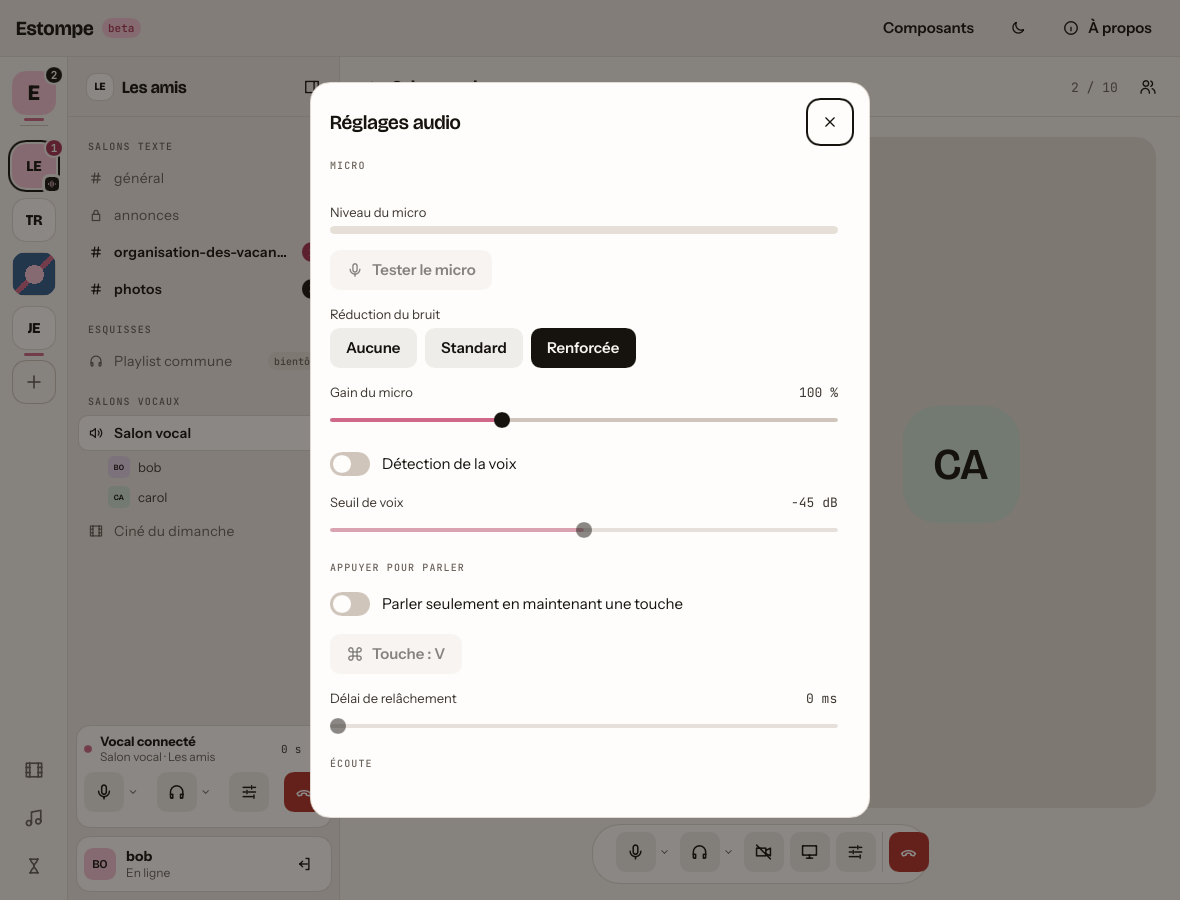 Estompe beta
Composants
À propos
E 2
LE Les amis
2 / 10
LE 1
TR
JE
SALONS TEXTE
général
annonces
organisation-des-vacan...
photos
ESQUISSES
Playlist commune
SALONS VOCAUX
Salon vocal
BO bob
CA carol
Ciné du dimanche
Vocal connecté
Salon vocal · Les amis
0 s
BO bob
En ligne
Réglages audio
MICRO
Niveau du micro
Tester le micro
Réduction du bruit
Aucune Standard Renforcée
Gain du micro 100 %
Détection de la voix
Seuil de voix -45 dB
APPUYER POUR PARLER
Parler seulement en maintenant une touche
Touche : V
Délai de relâchement 0 ms
ÉCOUTE
CA